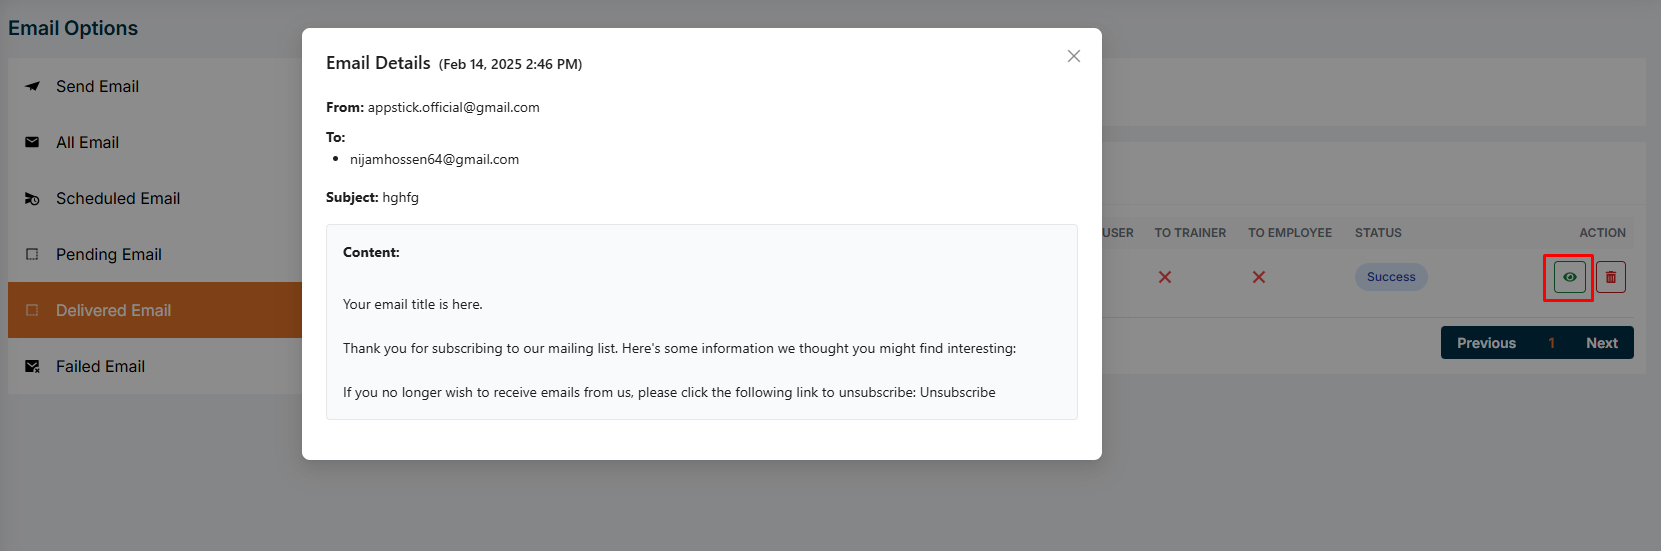 Email Options
Send Email
All Email
Scheduled Email
Pending Email
Delivered Email
Failed Email
Email Details (Feb 14, 2025 2:46 PM)
From: appstick.official@gmail.com
To:
• nijamhossen64@gmail.com
Subject: hghfg
Content:
Your email title is here.
Thank you for subscribing to our mailing list. Here's some information we thought you might find interesting:
If you no longer wish to receive emails from us, please click the following link to unsubscribe: Unsubscribe
USER TO TRAINER TO EMPLOYEE STATUS ACTION
Success
Previous 1 Next